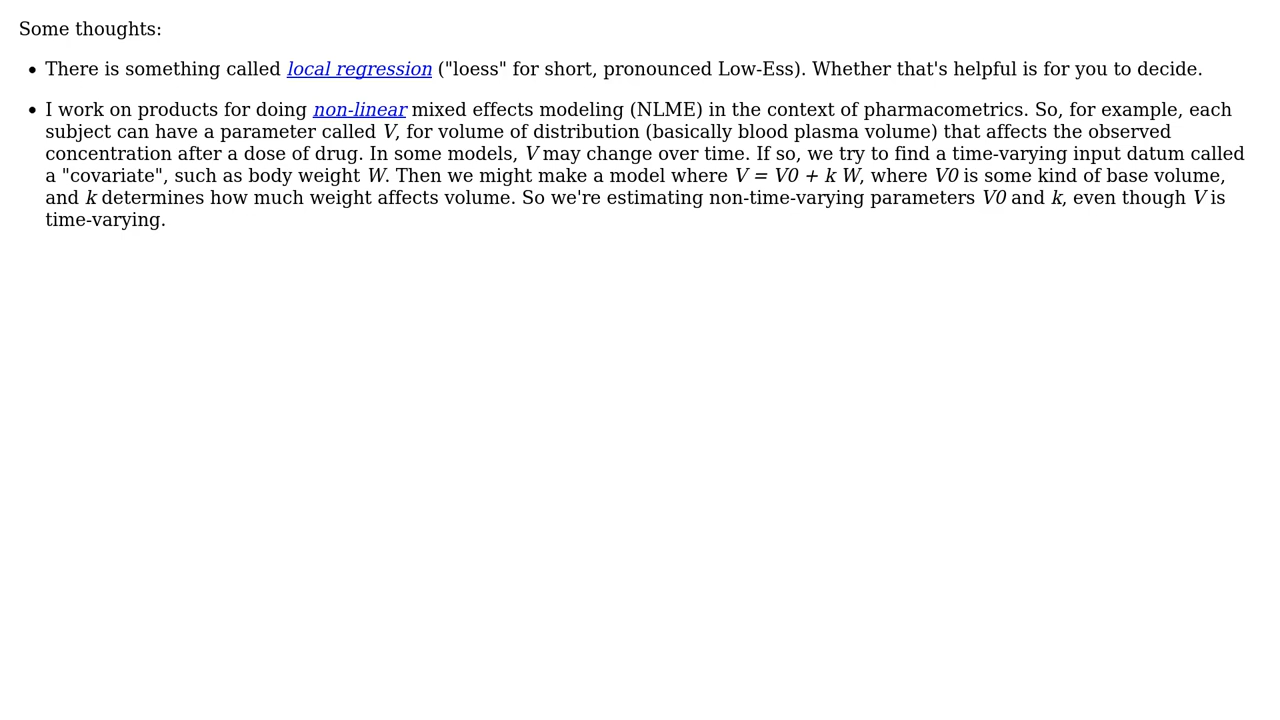 Some thoughts:
• There is something called local regression ("loess" for short, pronounced Low-Ess). Whether that's helpful is for you to decide.
• I work on products for doing non-linear mixed effects modeling (NLME) in the context of pharmacometrics. So, for example, each
subject can have a parameter called V, for volume of distribution (basically blood plasma volume) that affects the observed
concentration after a dose of drug. In some models, V may change over time. If so, we try to find a time-varying input datum called
a "covariate", such as body weight W. Then we might make a model where V = V0 + k W, where V0 is some kind of base volume,
and k determines how much weight affects volume. So we're estimating non-time-varying parameters V0 and k, even though V is
time-varying.